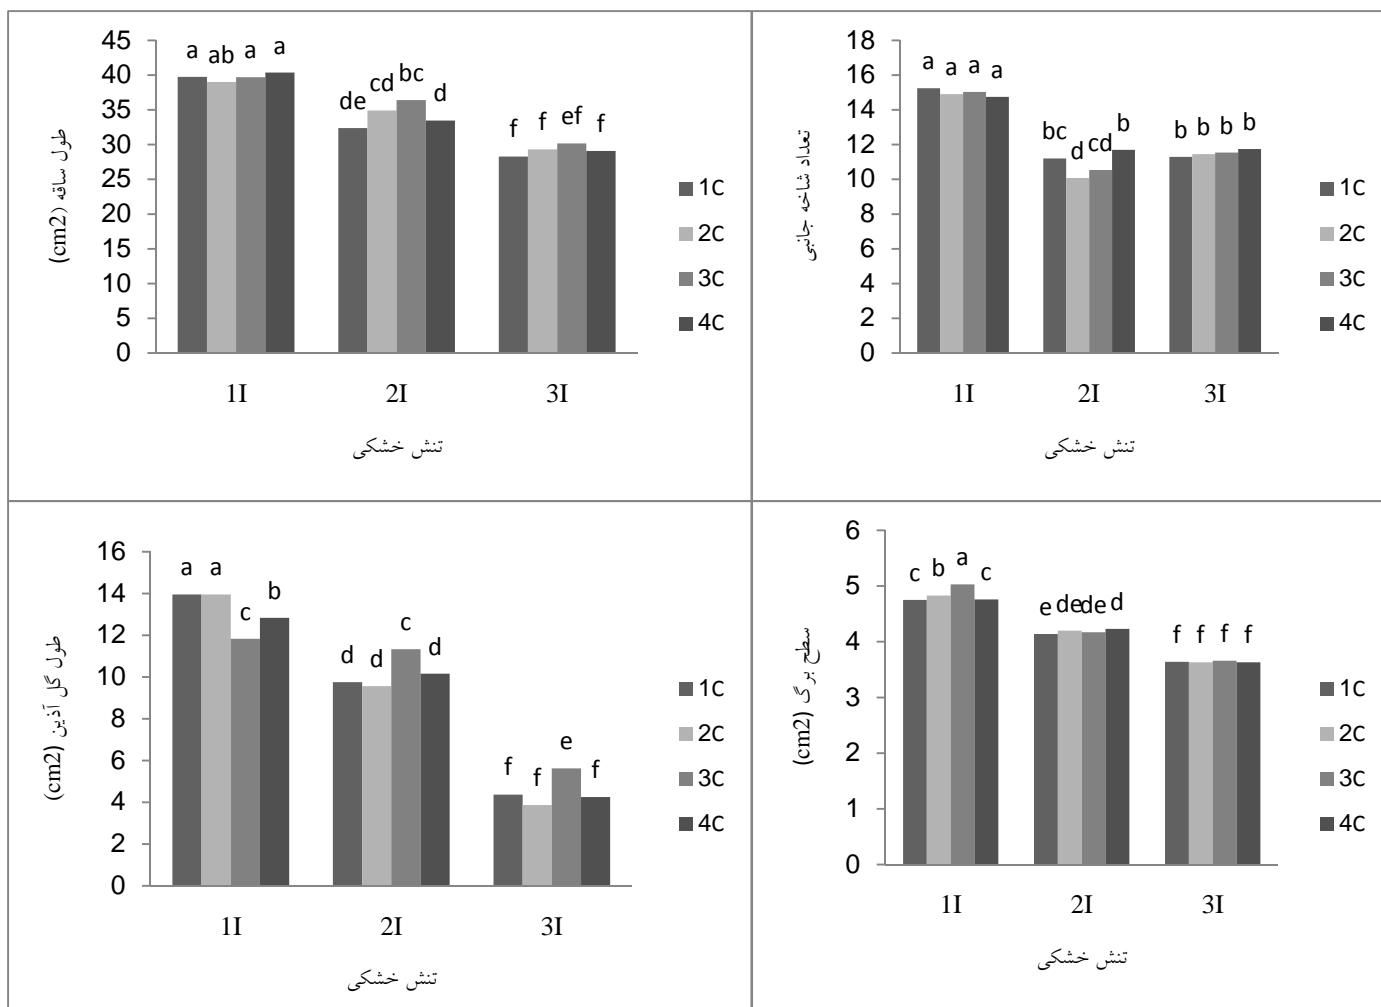 طول ساقه (cm2)
45
40
35
30
25
20
15
10
5
0
a ab a a
de cd bc d
f f ef f
1I 2I 3I
تنش خشکی
1C
2C
3C
4C
تعداد شاخه جانبی
18
16
14
12
10
8
6
4
2
0
a a a a
bc d cd b
b b b b
1I 2I 3I
تنش خشکی
1C
2C
3C
4C
طول گل آذین (cm2)
16
14
12
10
8
6
4
2
0
a a c b
d d c d
f f e f
1I 2I 3I
تنش خشکی
1C
2C
3C
4C
سطح برگ (cm2)
6
5
4
3
2
1
0
c b a c
e de de d
f f f f
1I 2I 3I
تنش خشکی
1C
2C
3C
4C